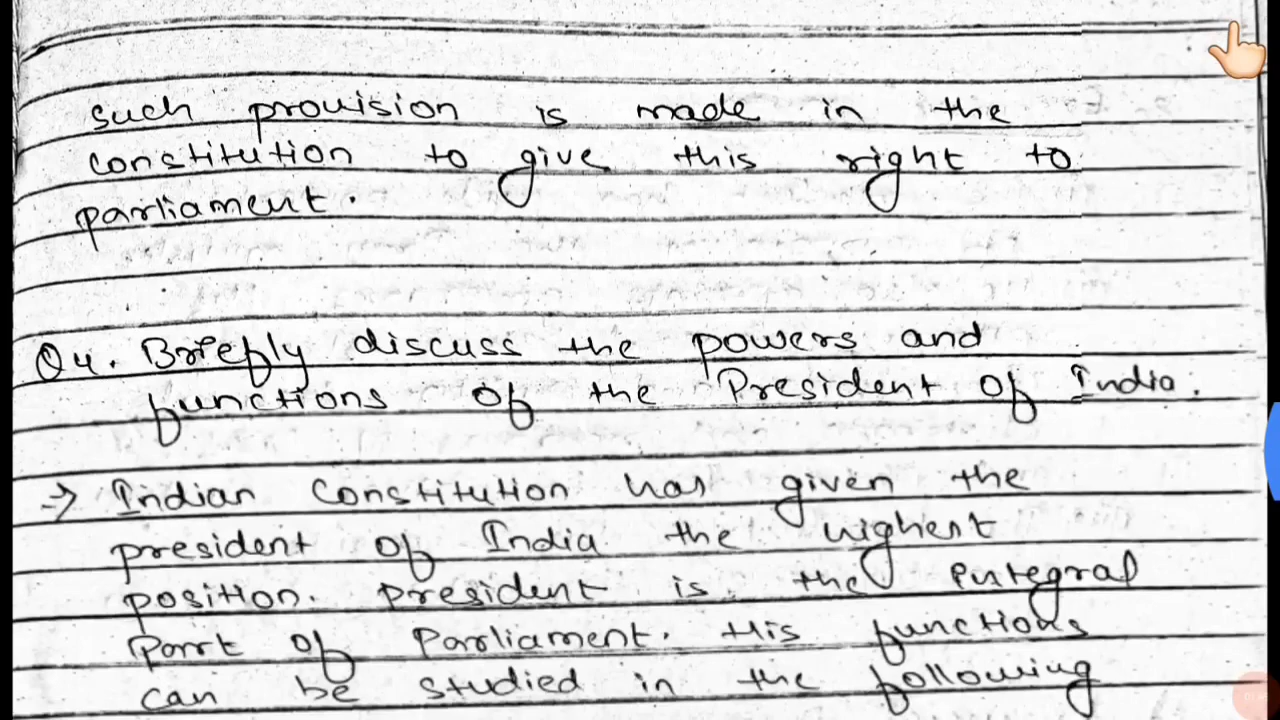 such provision is made in the
constitution to give this right to
parliament.
Q4. Briefly discuss the powers and
functions of the President of India.
→ Indian constitution has given the
president of India the highest
position. president is the integral
part of parliament. His functions
can be studied in the following